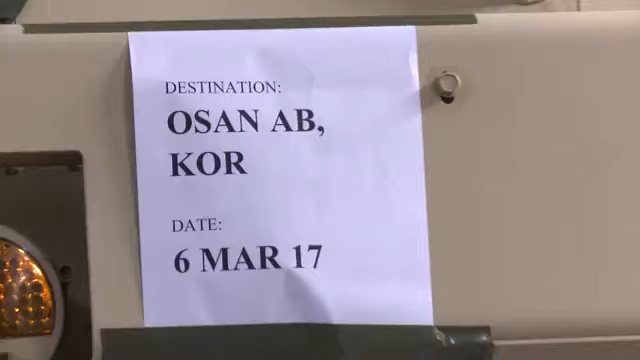 DESTINATION:
OSAN AB,
KOR
DATE:
6 MAR 17